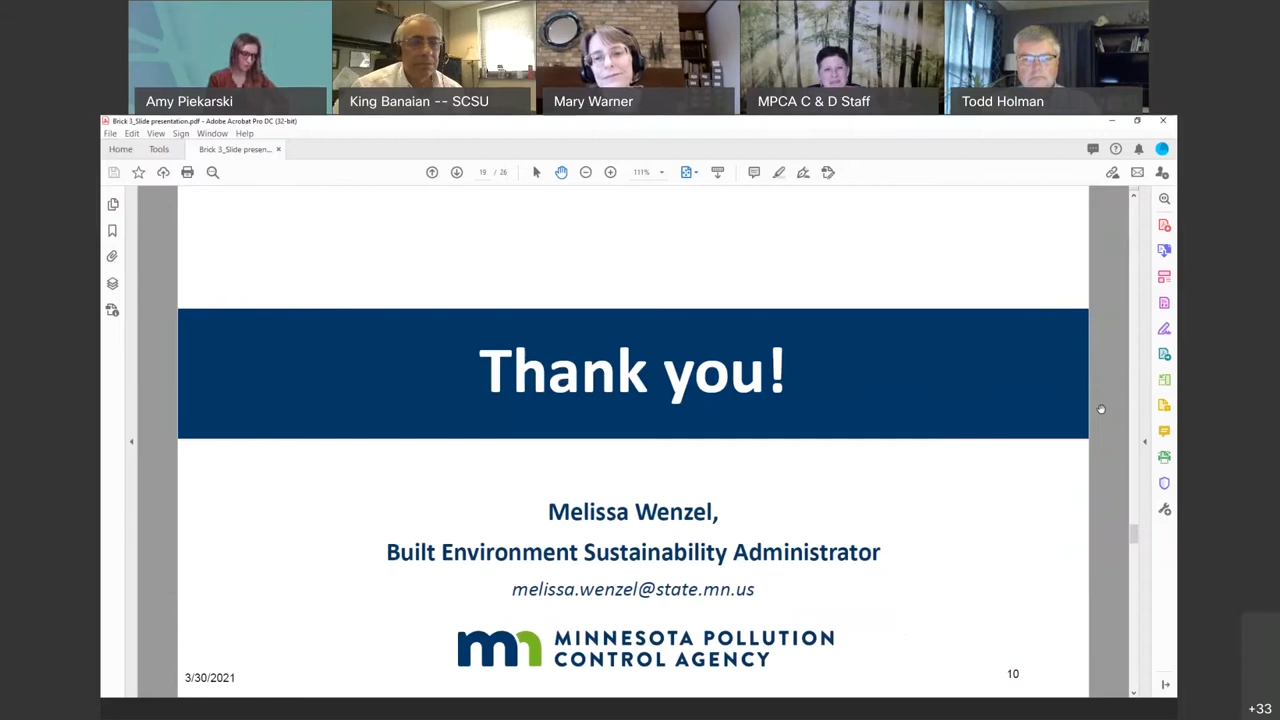 Amy Piekarski
King Banaian -- SCSU
Mary Warner
MPCA C & D Staff
Todd Holman
Brick 3_Slide presentation.pdf - Adobe Acrobat Pro DC (32-bit)
File Edit View Sign Window Help
Home Tools Brick 3_Slide presen... ×
19 / 26 111%
Thank you!
Melissa Wenzel,
Built Environment Sustainability Administrator
melissa.wenzel@state.mn.us
mn MINNESOTA POLLUTION
CONTROL AGENCY
3/30/2021 10
+33